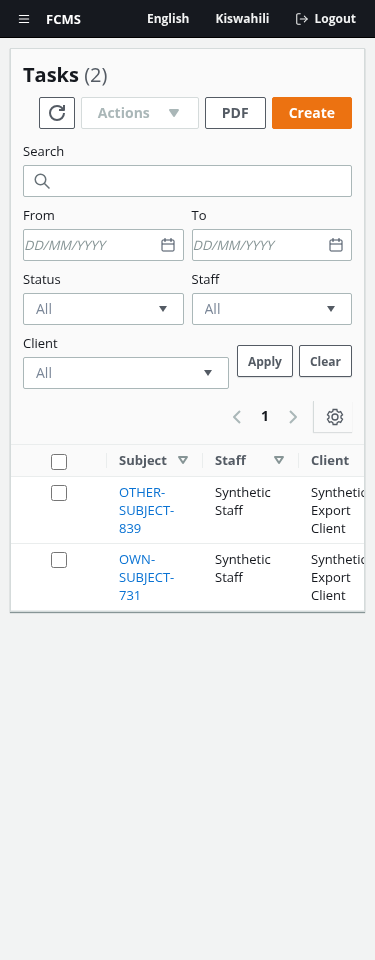 FCMS English Kiswahili Logout
Tasks (2)
Actions PDF Create
Search
From To
DD/MM/YYYY DD/MM/YYYY
Status Staff
All All
Client
All Apply Clear
1
Subject Staff Client
OTHER- Synthetic Synthetic
SUBJECT- Staff Export
839 Client
OWN- Synthetic Synthetic
SUBJECT- Staff Export
731 Client